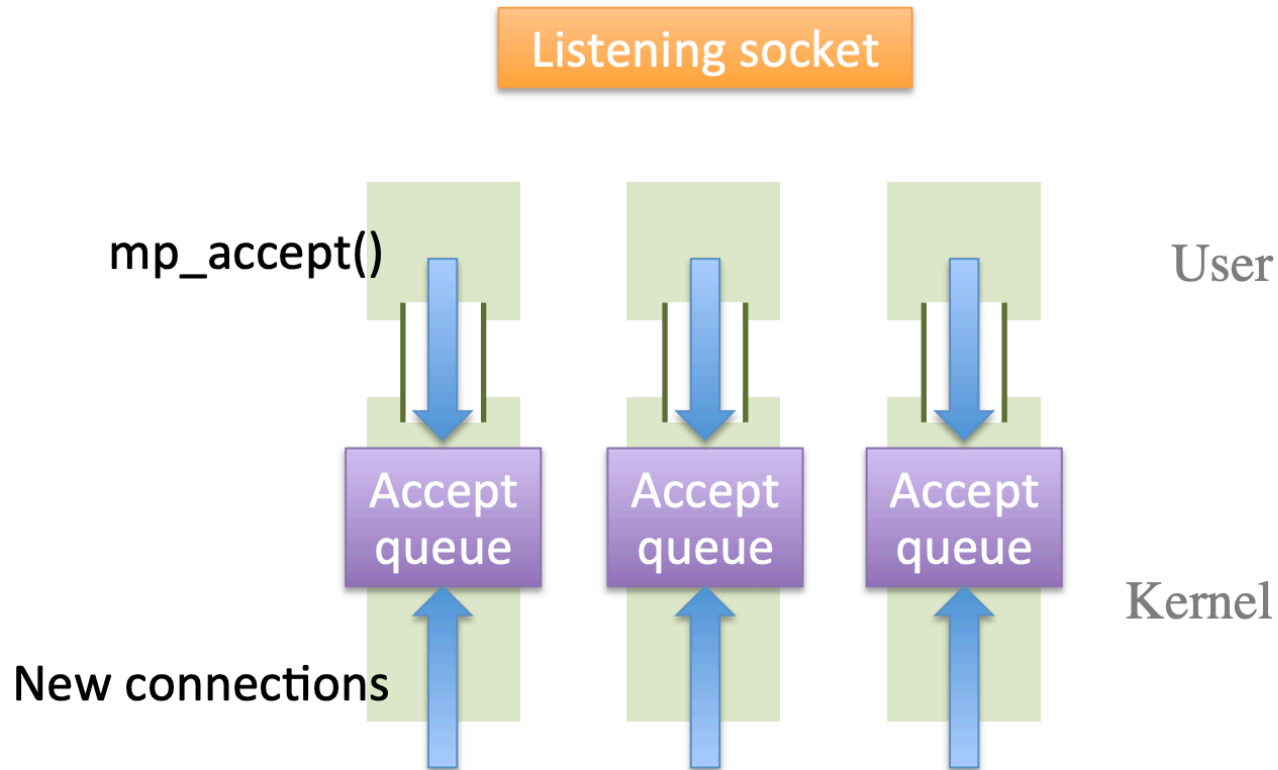 Listening socket
mp_accept()
User
Accept
queue
Accept
queue
Accept
queue
Kernel
New connections